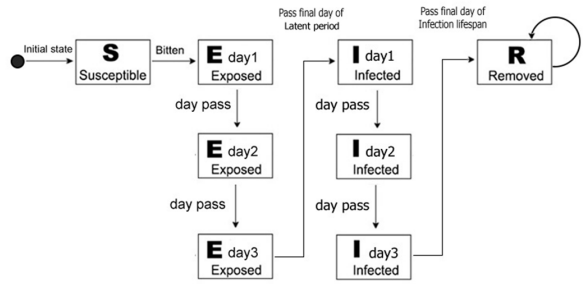 Initial state
S
Susceptible
Bitten
E day1
Exposed
day pass
E day2
Exposed
day pass
E day3
Exposed
Pass final day of
Latent period
I day1
Infected
day pass
I day2
Infected
day pass
I day3
Infected
Pass final day of
Infection lifespan
R
Removed